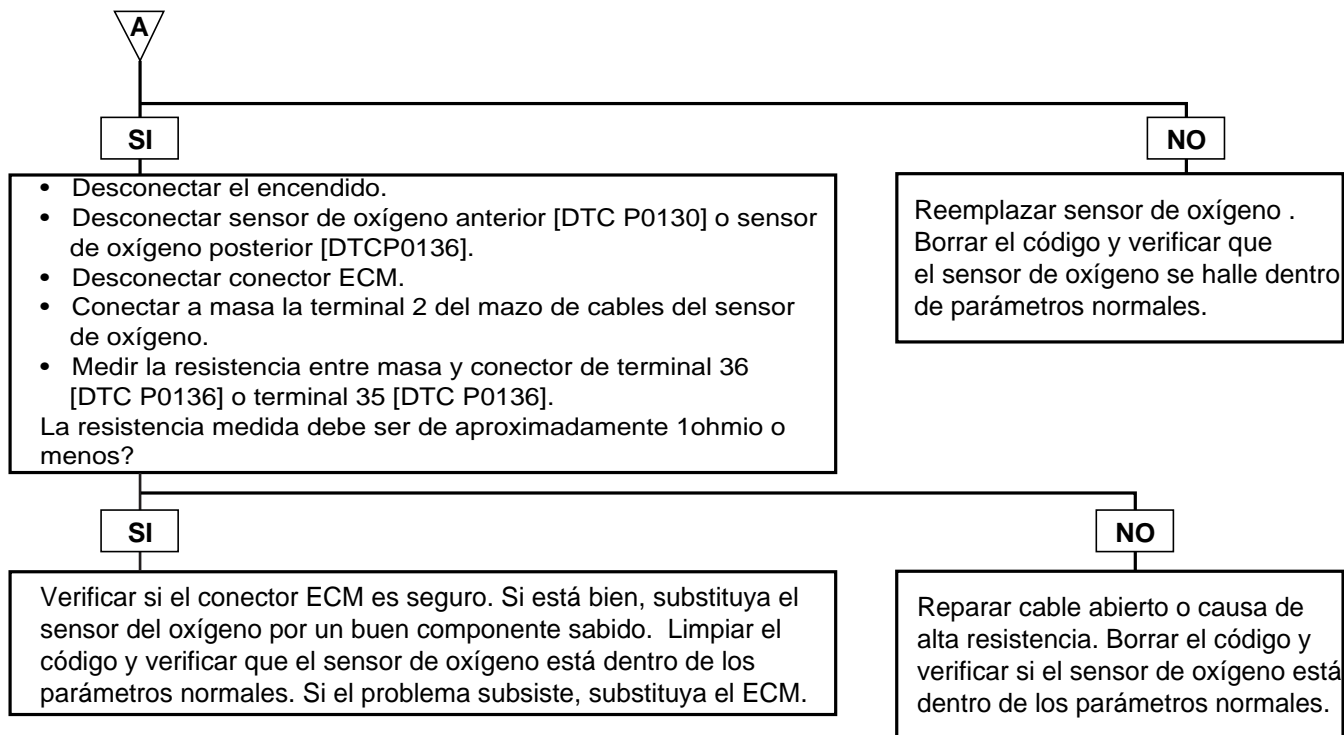 A
SI
NO
• Desconectar el encendido.
• Desconectar sensor de oxígeno anterior [DTC P0130] o sensor
de oxígeno posterior [DTCP0136].
• Desconectar conector ECM.
• Conectar a masa la terminal 2 del mazo de cables del sensor
de oxígeno.
• Medir la resistencia entre masa y conector de terminal 36
[DTC P0136] o terminal 35 [DTC P0136].
La resistencia medida debe ser de aproximadamente 1ohmio o
menos?
Reemplazar sensor de oxígeno .
Borrar el código y verificar que
el sensor de oxígeno se halle dentro
de parámetros normales.
SI
NO
Verificar si el conector ECM es seguro. Si está bien, substituya el
sensor del oxígeno por un buen componente sabido. Limpiar el
código y verificar que el sensor de oxígeno está dentro de los
parámetros normales. Si el problema subsiste, substituya el ECM.
Reparar cable abierto o causa de
alta resistencia. Borrar el código y
verificar si el sensor de oxígeno está
dentro de los parámetros normales.